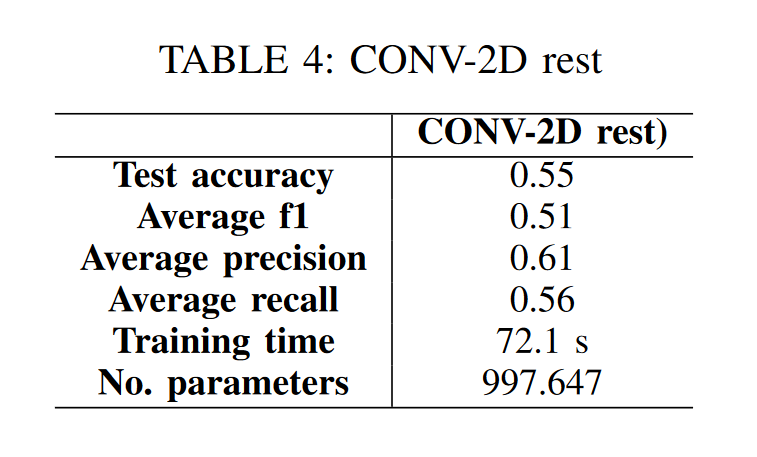 TABLE 4: CONV-2D rest
CONV-2D rest)
Test accuracy 0.55
Average f1 0.51
Average precision 0.61
Average recall 0.56
Training time 72.1 s
No. parameters 997.647